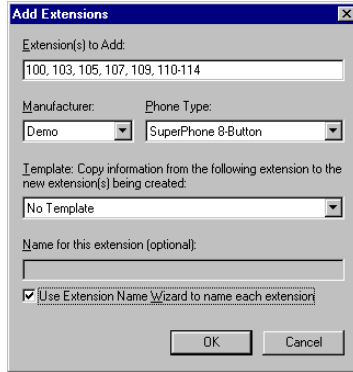 Add Extensions
Extension(s) to Add:
100, 103, 105, 107, 109, 110-114
Manufacturer: Phone Type:
Demo SuperPhone 8-Button
Template: Copy information from the following extension to the
new extension(s) being created:
No Template
Name for this extension (optional):
Use Extension Name Wizard to name each extension
OK Cancel